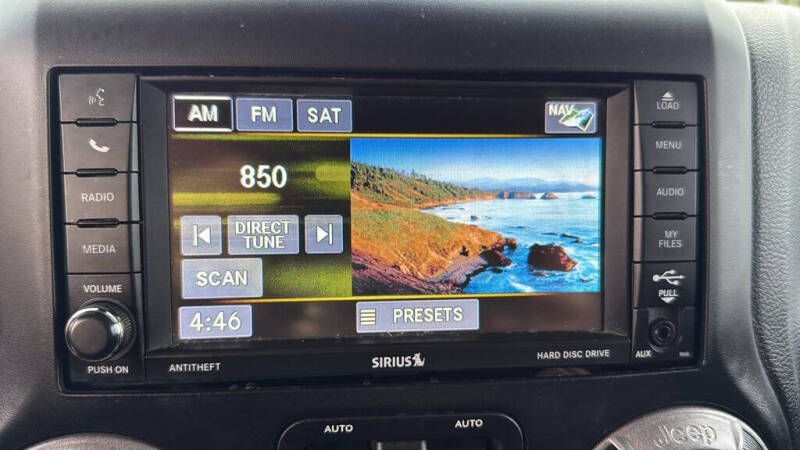 AM FM SAT NAV
850
DIRECT
TUNE
SCAN
4:46
PRESETS
RADIO
MEDIA
VOLUME
PUSH ON
LOAD
MENU
AUDIO
MY
FILES
PULL
AUX
ANTITHEFT
SIRIUS
HARD DISC DRIVE
AUTO
AUTO
Jeep